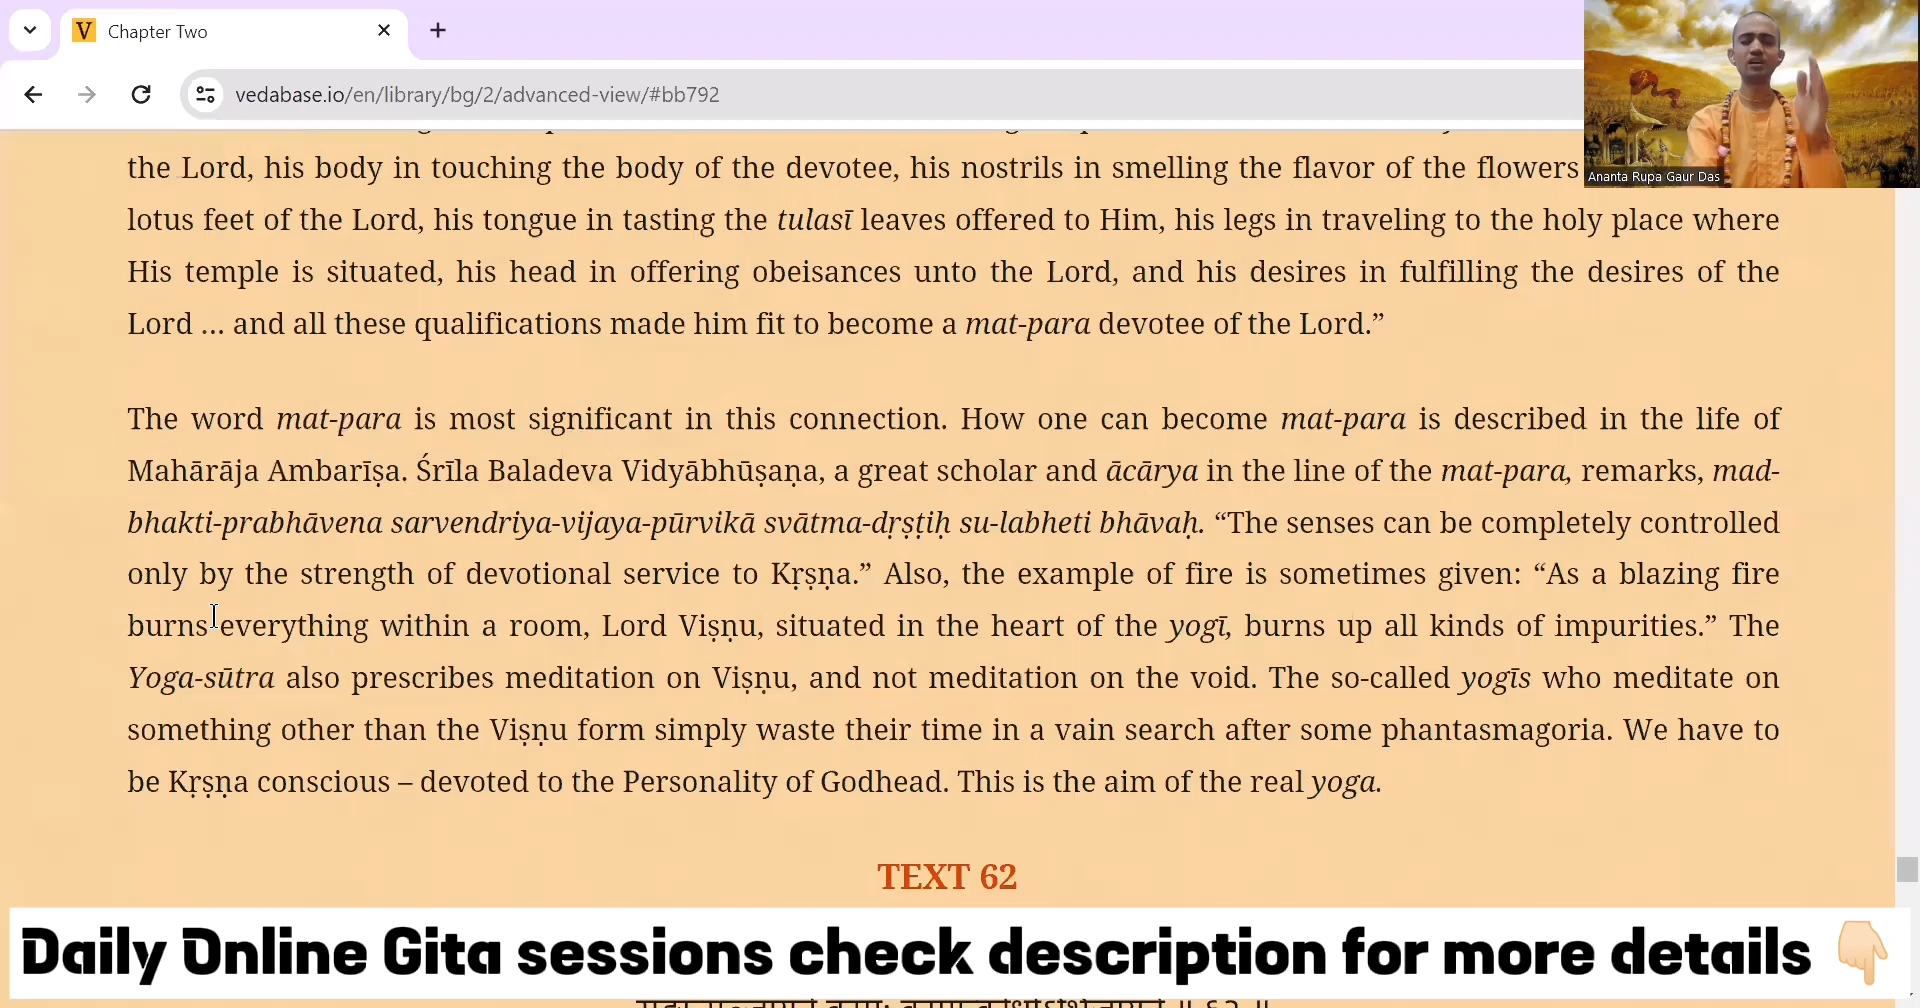 Chapter Two
vedabase.io/en/library/bg/2/advanced-view/#bb792
Ananta Rupa Gaur Das
the Lord, his body in touching the body of the devotee, his nostrils in smelling the flavor of the flowers
lotus feet of the Lord, his tongue in tasting the tulasī leaves offered to Him, his legs in traveling to the holy place where
His temple is situated, his head in offering obeisances unto the Lord, and his desires in fulfilling the desires of the
Lord … and all these qualifications made him fit to become a mat-para devotee of the Lord.”
The word mat-para is most significant in this connection. How one can become mat-para is described in the life of
Mahārāja Ambarīṣa. Śrīla Baladeva Vidyābhūṣaṇa, a great scholar and ācārya in the line of the mat-para, remarks, mad-
bhakti-prabhāvena sarvendriya-vijaya-pūrvikā svātma-dṛṣṭiḥ su-labheti bhāvaḥ. “The senses can be completely controlled
only by the strength of devotional service to Kṛṣṇa.” Also, the example of fire is sometimes given: “As a blazing fire
burns everything within a room, Lord Viṣṇu, situated in the heart of the yogī, burns up all kinds of impurities.” The
Yoga-sūtra also prescribes meditation on Viṣṇu, and not meditation on the void. The so-called yogīs who meditate on
something other than the Viṣṇu form simply waste their time in a vain search after some phantasmagoria. We have to
be Kṛṣṇa conscious – devoted to the Personality of Godhead. This is the aim of the real yoga.
TEXT 62
Daily Online Gita sessions check description for more details 👇🏻